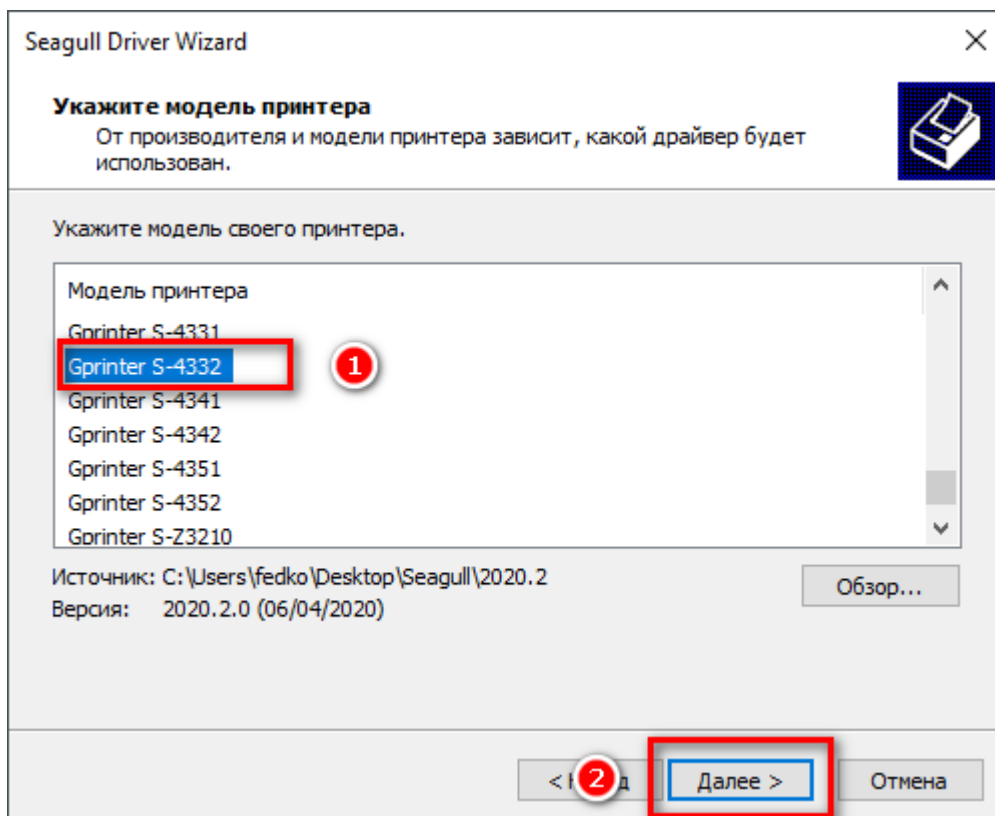 Seagull Driver Wizard
Укажите модель принтера
От производителя и модели принтера зависит, какой драйвер будет
использован.
Укажите модель своего принтера.
Модель принтера
Gprinter S-4331
Gprinter S-4332
1
Gprinter S-4341
Gprinter S-4342
Gprinter S-4351
Gprinter S-4352
Gprinter S-Z3210
Источник: C:\Users\fedko\Desktop\Seagull\2020.2
Обзор...
Версия: 2020.2.0 (06/04/2020)
< 2 Далее > Отмена